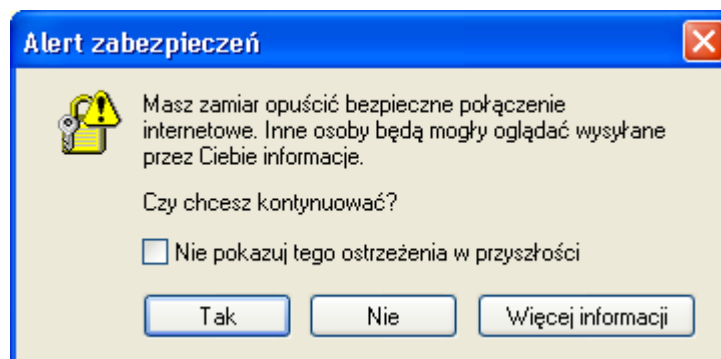 Alert zabezpieczeń
Masz zamiar opuścić bezpieczne połączenie
internetowe. Inne osoby będą mogły oglądać wysyłane
przez Ciebie informacje.
Czy chcesz kontynuować?
Nie pokazuj tego ostrzeżenia w przyszłości
Tak Nie Więcej informacji